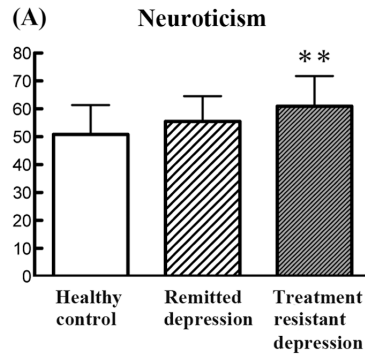 (A) Neuroticism
80
70
60
50
40
30
20
10
0
**
Healthy
control
Remitted
depression
Treatment
resistant
depression